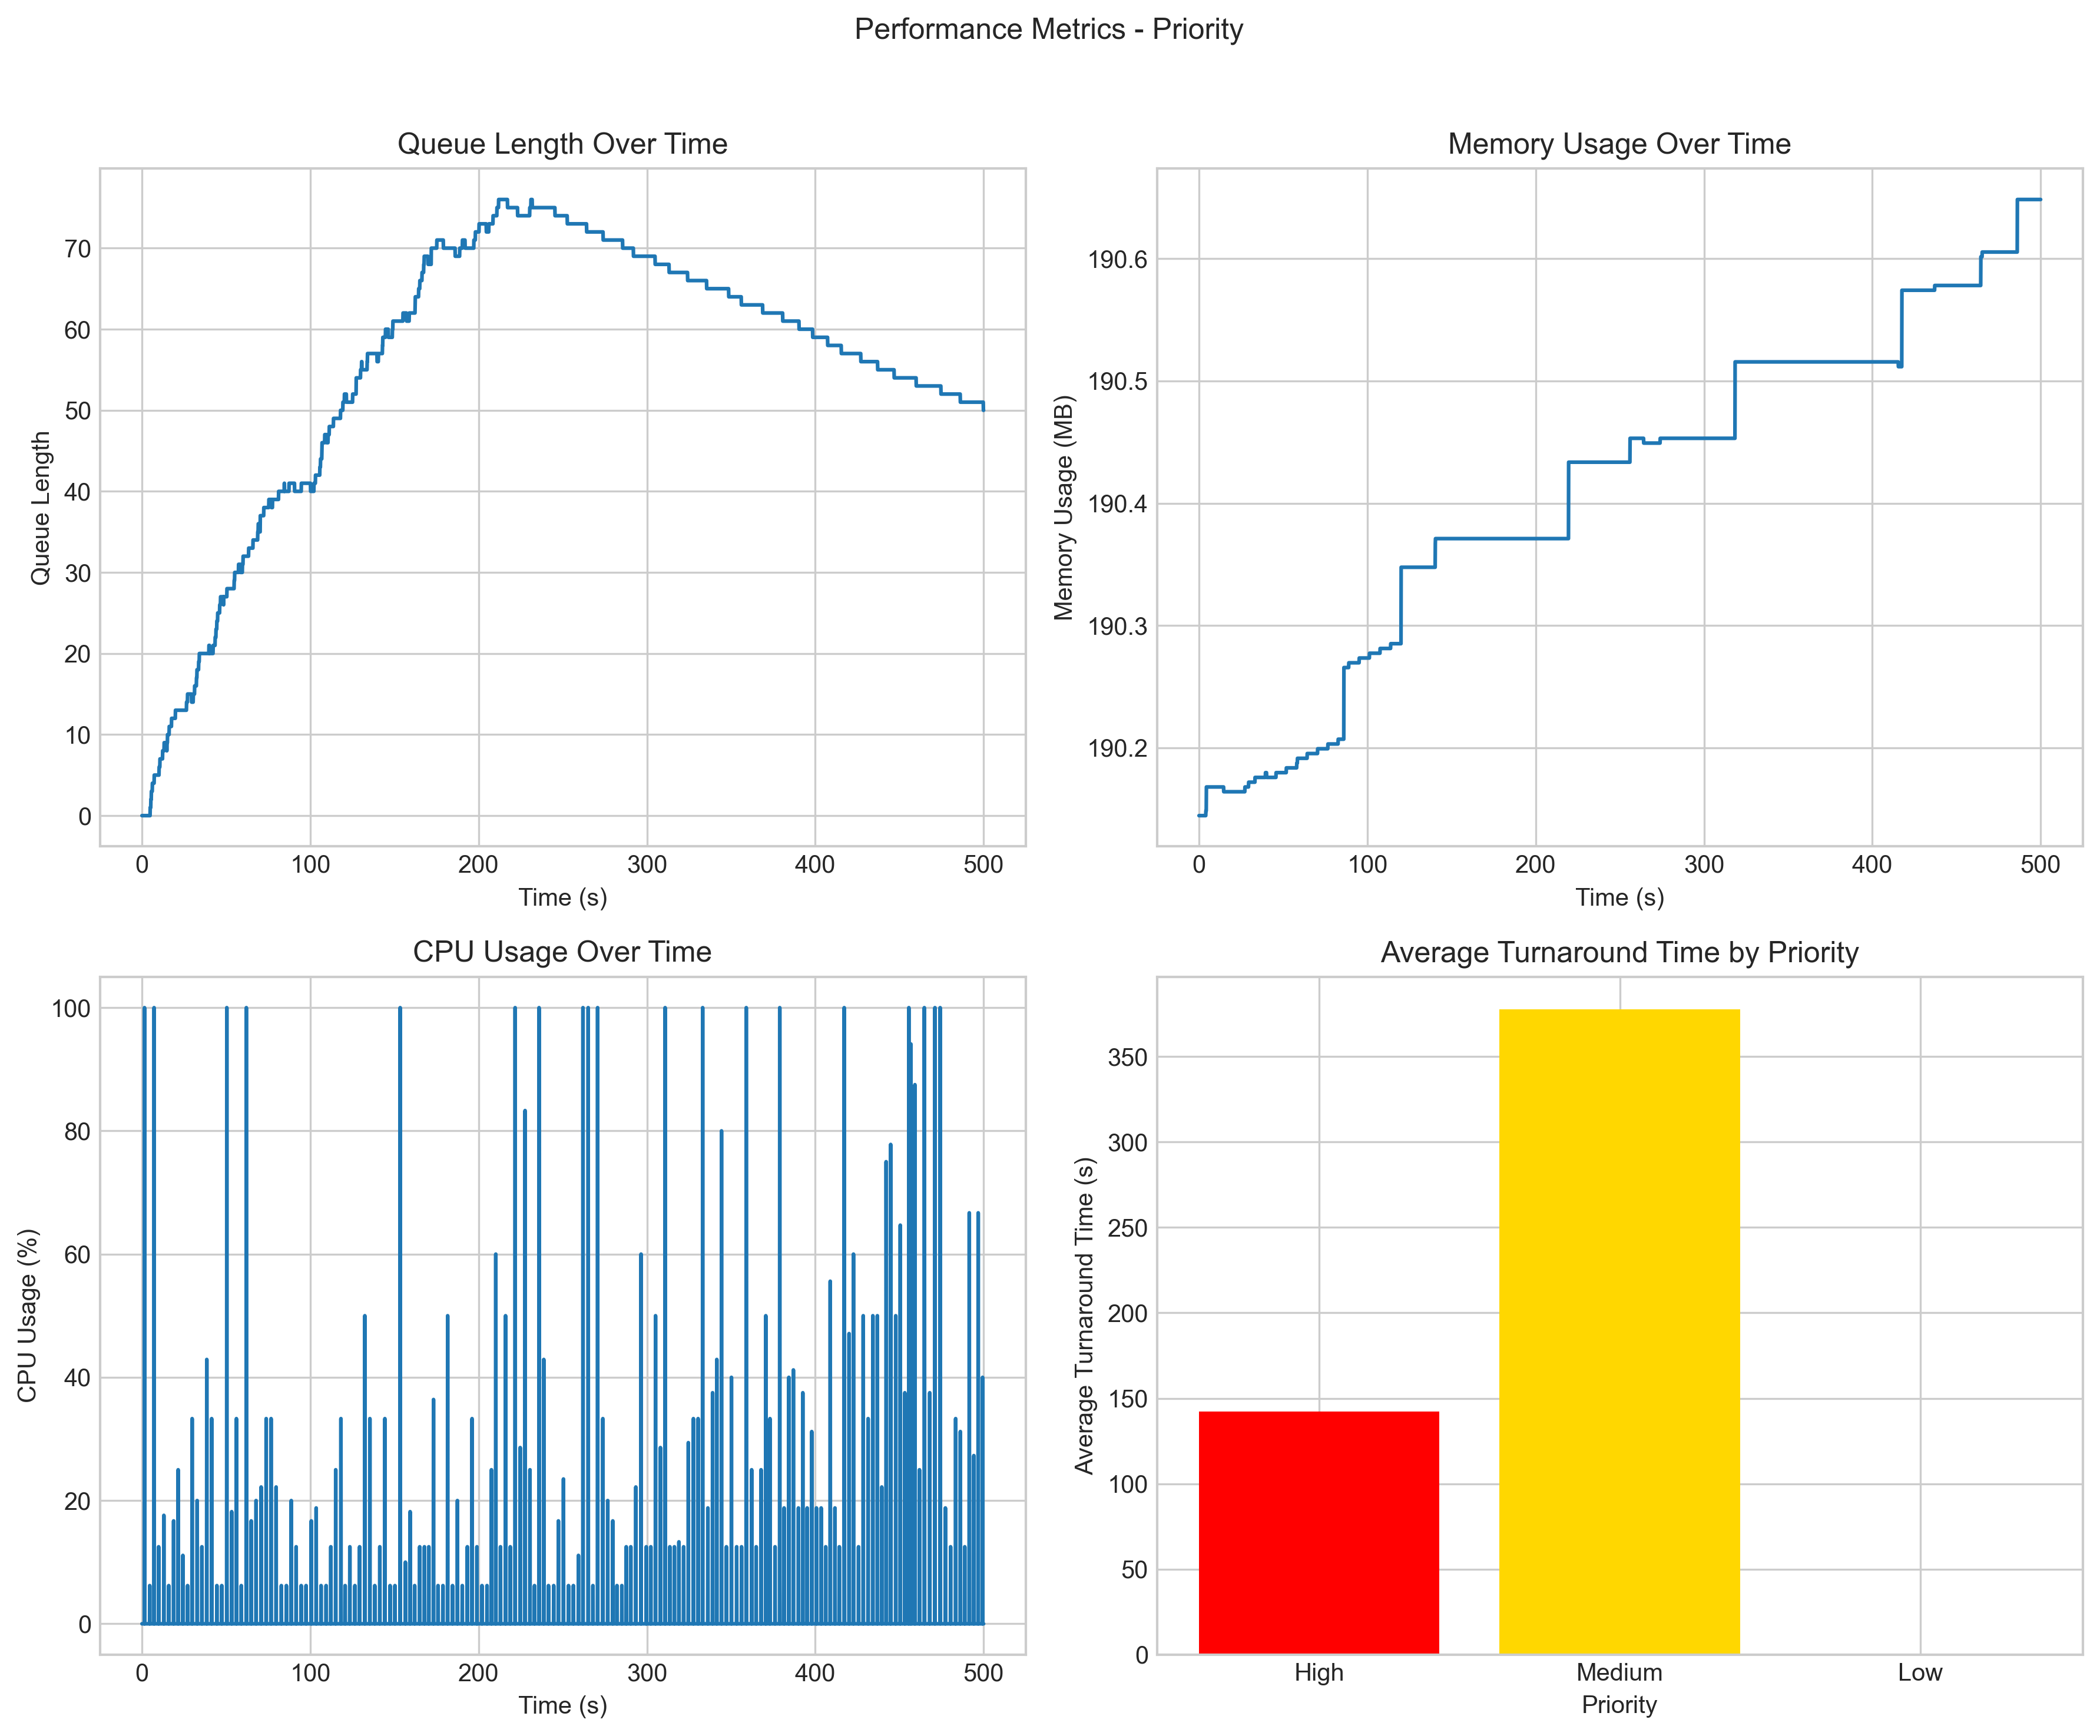 Performance Metrics - Priority
Queue Length Over Time
Queue Length
70
60
50
40
30
20
10
0
0 100 200 300 400 500
Time (s)
Memory Usage Over Time
Memory Usage (MB)
190.6
190.5
190.4
190.3
190.2
0 100 200 300 400 500
Time (s)
CPU Usage Over Time
CPU Usage (%)
100
80
60
40
20
0
0 100 200 300 400 500
Time (s)
Average Turnaround Time by Priority
Average Turnaround Time (s)
350
300
250
200
150
100
50
0
High Medium Low
Priority